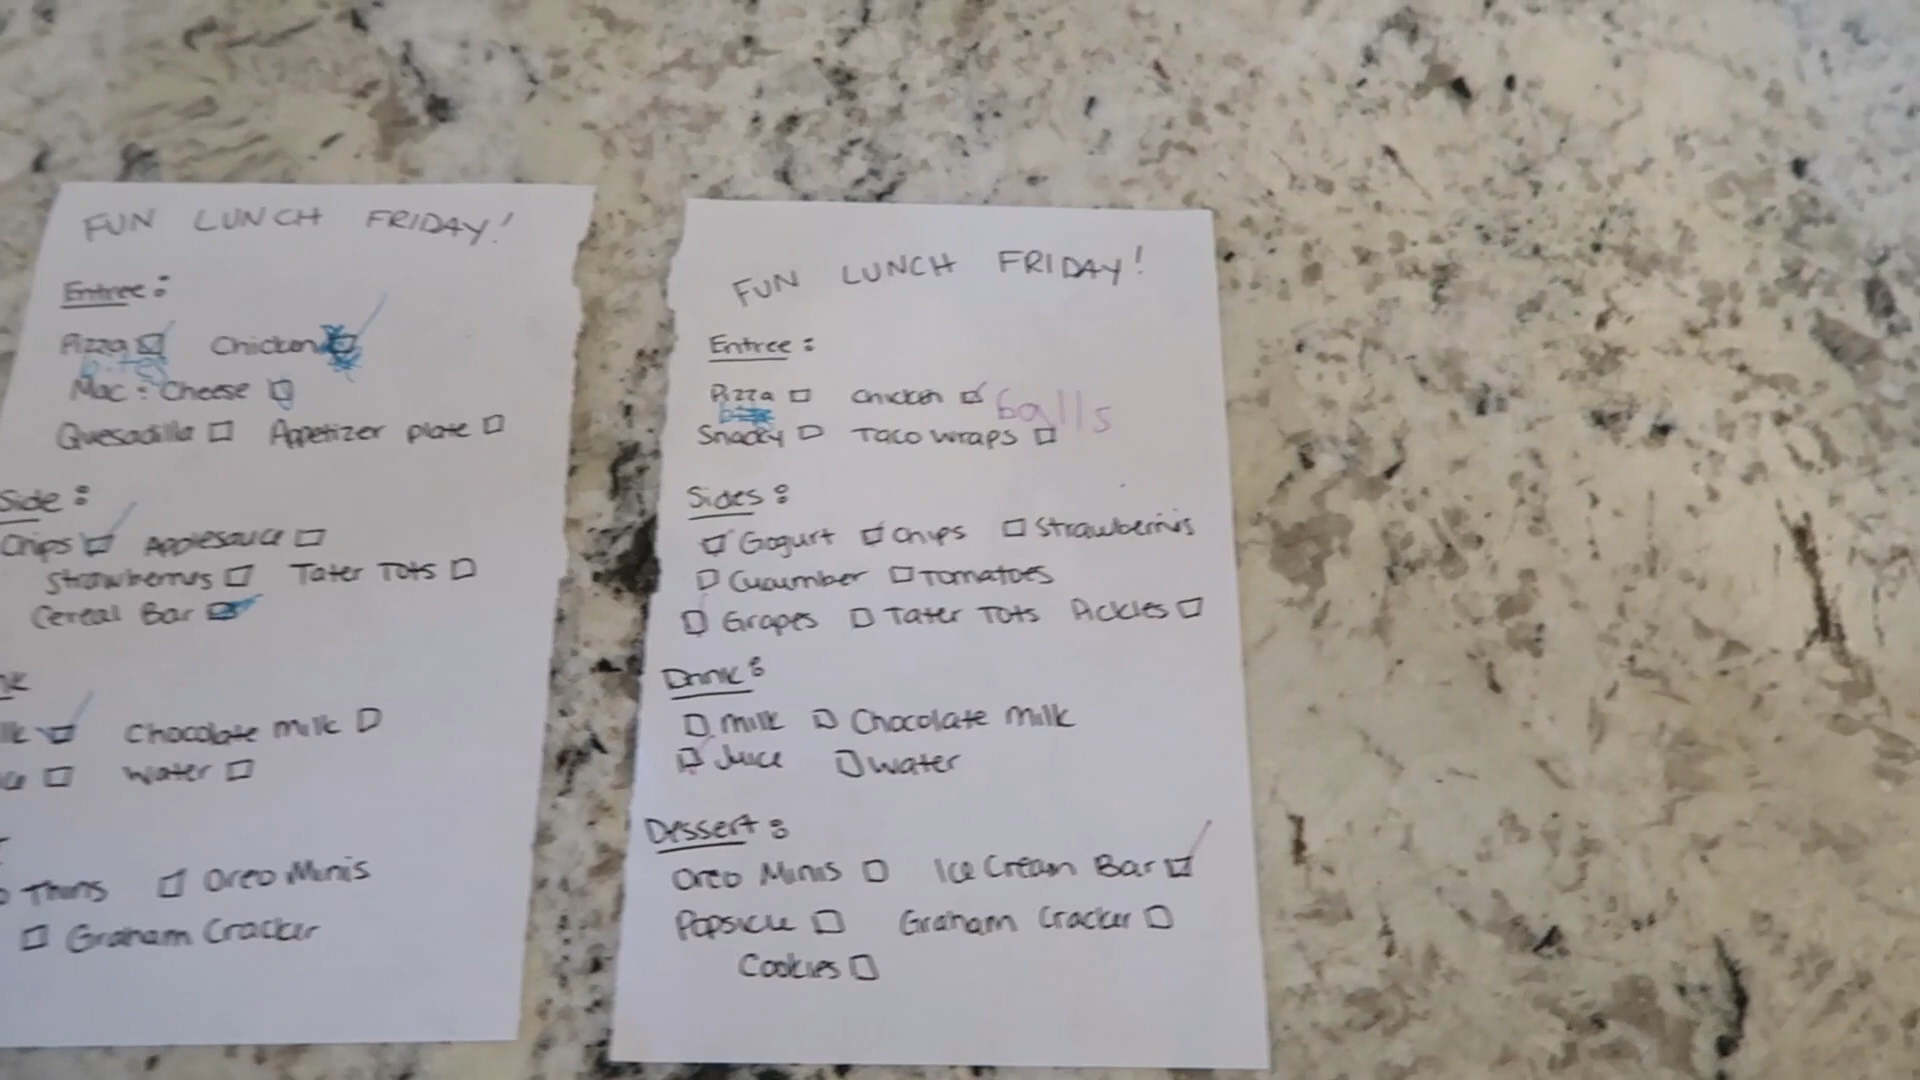 FUN LUNCH FRIDAY!
Entree:
Pizza Chicken
bites
Mac & Cheese
Quesadilla Appetizer plate
Side:
Chips Applesauce
Strawberries Tater Tots
Cereal Bar
Chocolate milk
Water
Thins Oreo Minis
Graham Cracker
FUN LUNCH FRIDAY!
Entree:
Pizza Chicken balls
Snacky Taco wraps
Sides:
Gogurt Chips Strawberries
Cucumber Tomatoes
Grapes Tater Tots Pickles
Drink:
Milk Chocolate Milk
Juice Water
Dessert:
Oreo Minis Ice Cream Bar
Popsicle Graham Cracker
Cookies